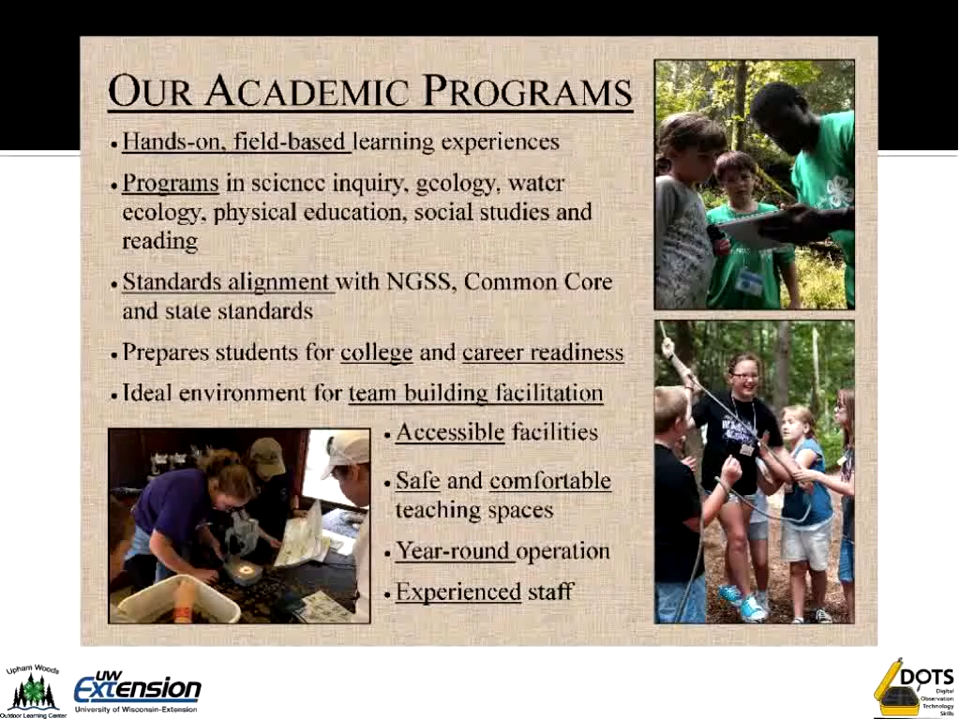 OUR ACADEMIC PROGRAMS
• Hands-on, field-based learning experiences
• Programs in science inquiry, geology, water
ecology, physical education, social studies and
reading
• Standards alignment with NGSS, Common Core
and state standards
• Prepares students for college and career readiness
• Ideal environment for team building facilitation
• Accessible facilities
• Safe and comfortable
teaching spaces
• Year-round operation
• Experienced staff
Upham Woods
Outdoor Learning Center
UW
Extension
University of Wisconsin-Extension
DOTS
Digital
Observation
Technology
Skills